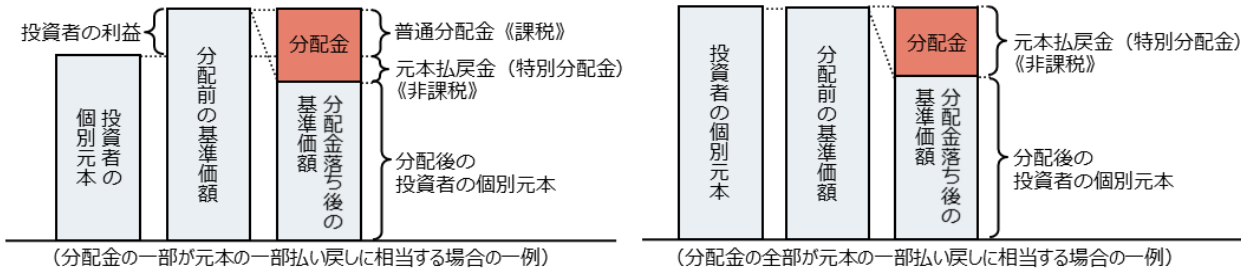 投資者の利益
投資者の
個別元本
分配前の基準価額
分配金
分配金落ち後の
基準価額
普通分配金《課税》
元本払戻金（特別分配金）
《非課税》
分配後の
投資者の個別元本
（分配金の一部が元本の一部払い戻しに相当する場合の一例）
投資者の個別元本
分配前の基準価額
分配金
分配金落ち後の
基準価額
元本払戻金（特別分配金）
《非課税》
分配後の
投資者の個別元本
（分配金の全部が元本の一部払い戻しに相当する場合の一例）